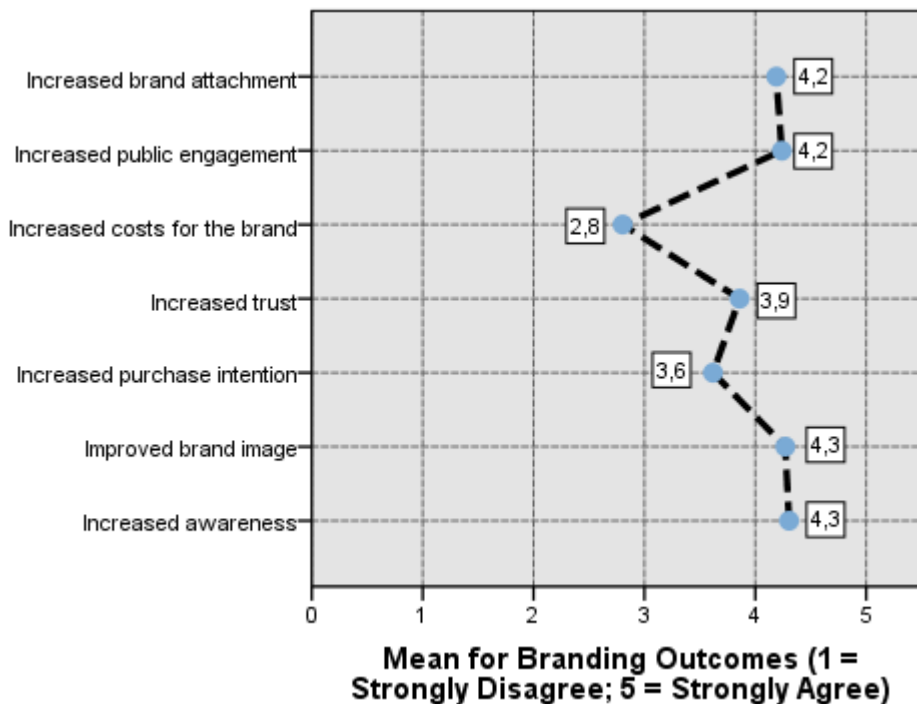 Increased brand attachment
4,2
Increased public engagement
4,2
Increased costs for the brand
2,8
Increased trust
3,9
Increased purchase intention
3,6
Improved brand image
4,3
Increased awareness
4,3
0 1 2 3 4 5
Mean for Branding Outcomes (1 =
Strongly Disagree; 5 = Strongly Agree)